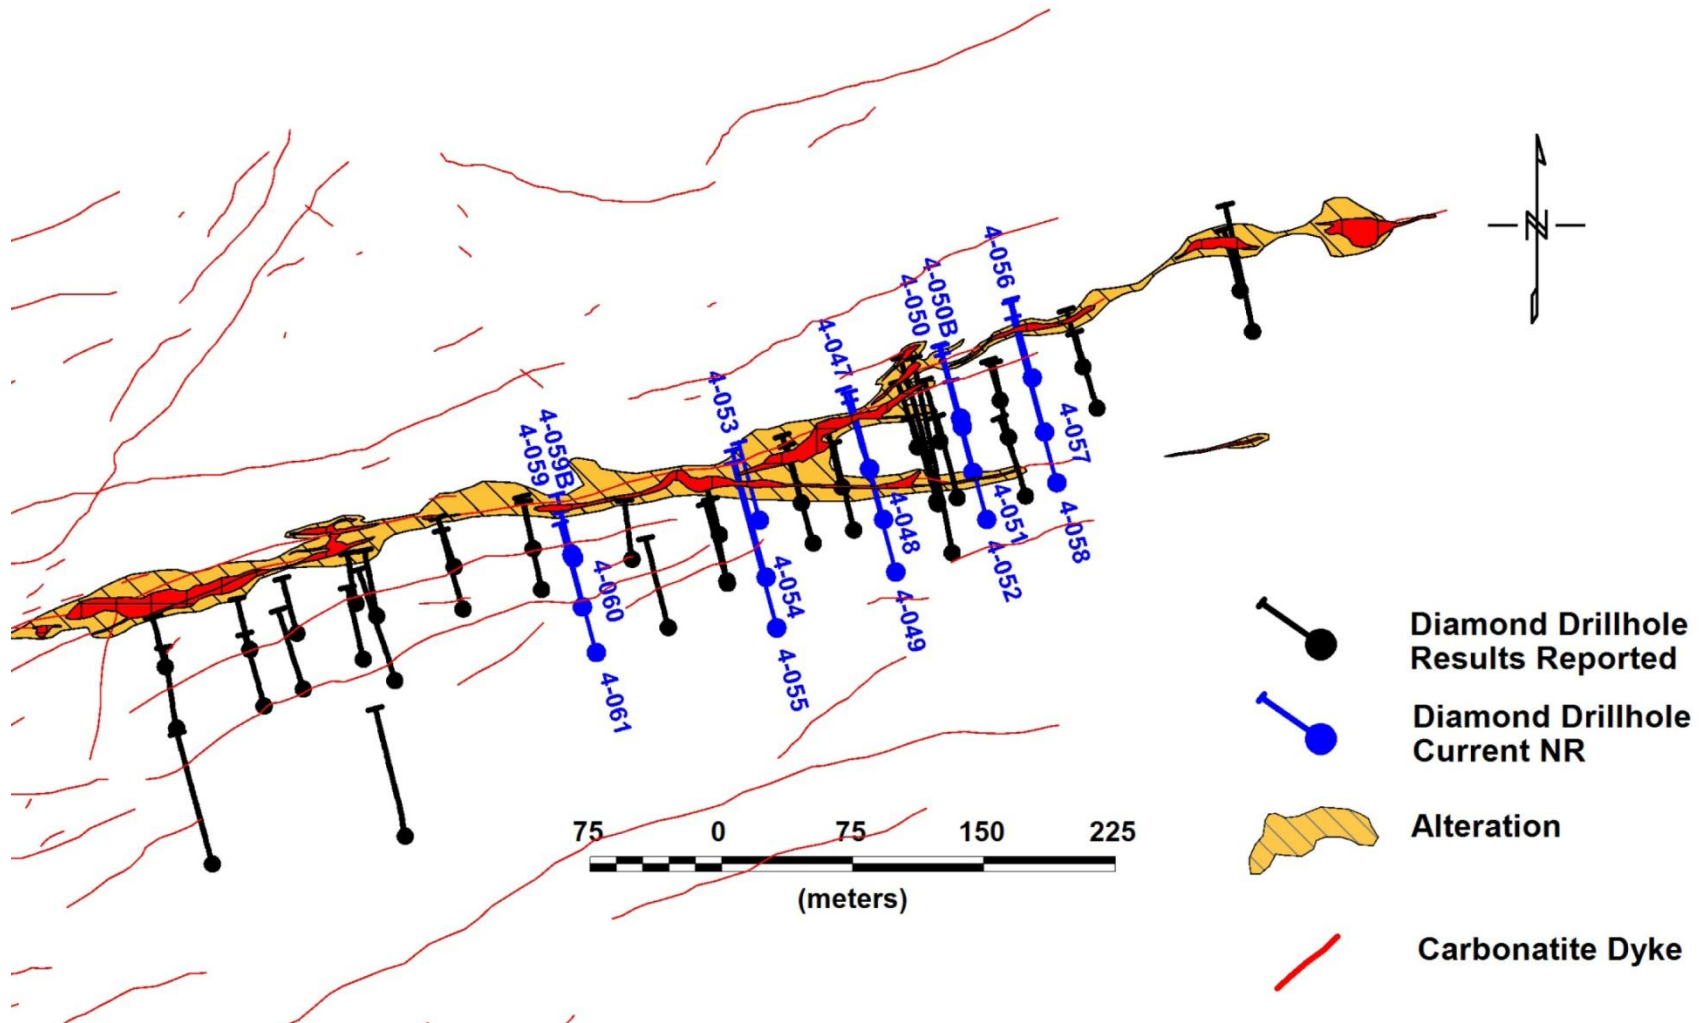 4-056
4-050B
4-050
4-047
4-053
4-059B
4-059
4-057
4-058
4-051
4-052
4-048
4-049
4-054
4-055
4-060
4-061
N
Diamond Drillhole
Results Reported
Diamond Drillhole
Current NR
Alteration
Carbonatite Dyke
75 0 75 150 225
(meters)